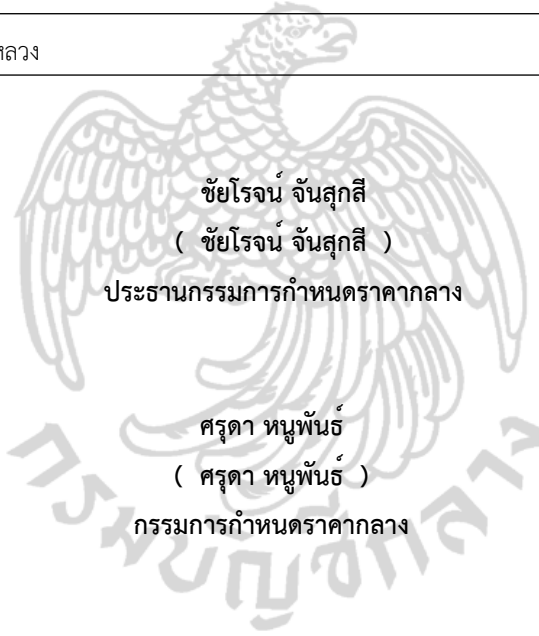 หลวง
ชัยโรจน์ จันสุกสี
( ชัยโรจน์ จันสุกสี )
ประธานกรรมการกำหนดราคากลาง
ศรุดา หนูพันธ์
( ศรุดา หนูพันธ์ )
กรรมการกำหนดราคากลาง
กรมบัญชีกลาง